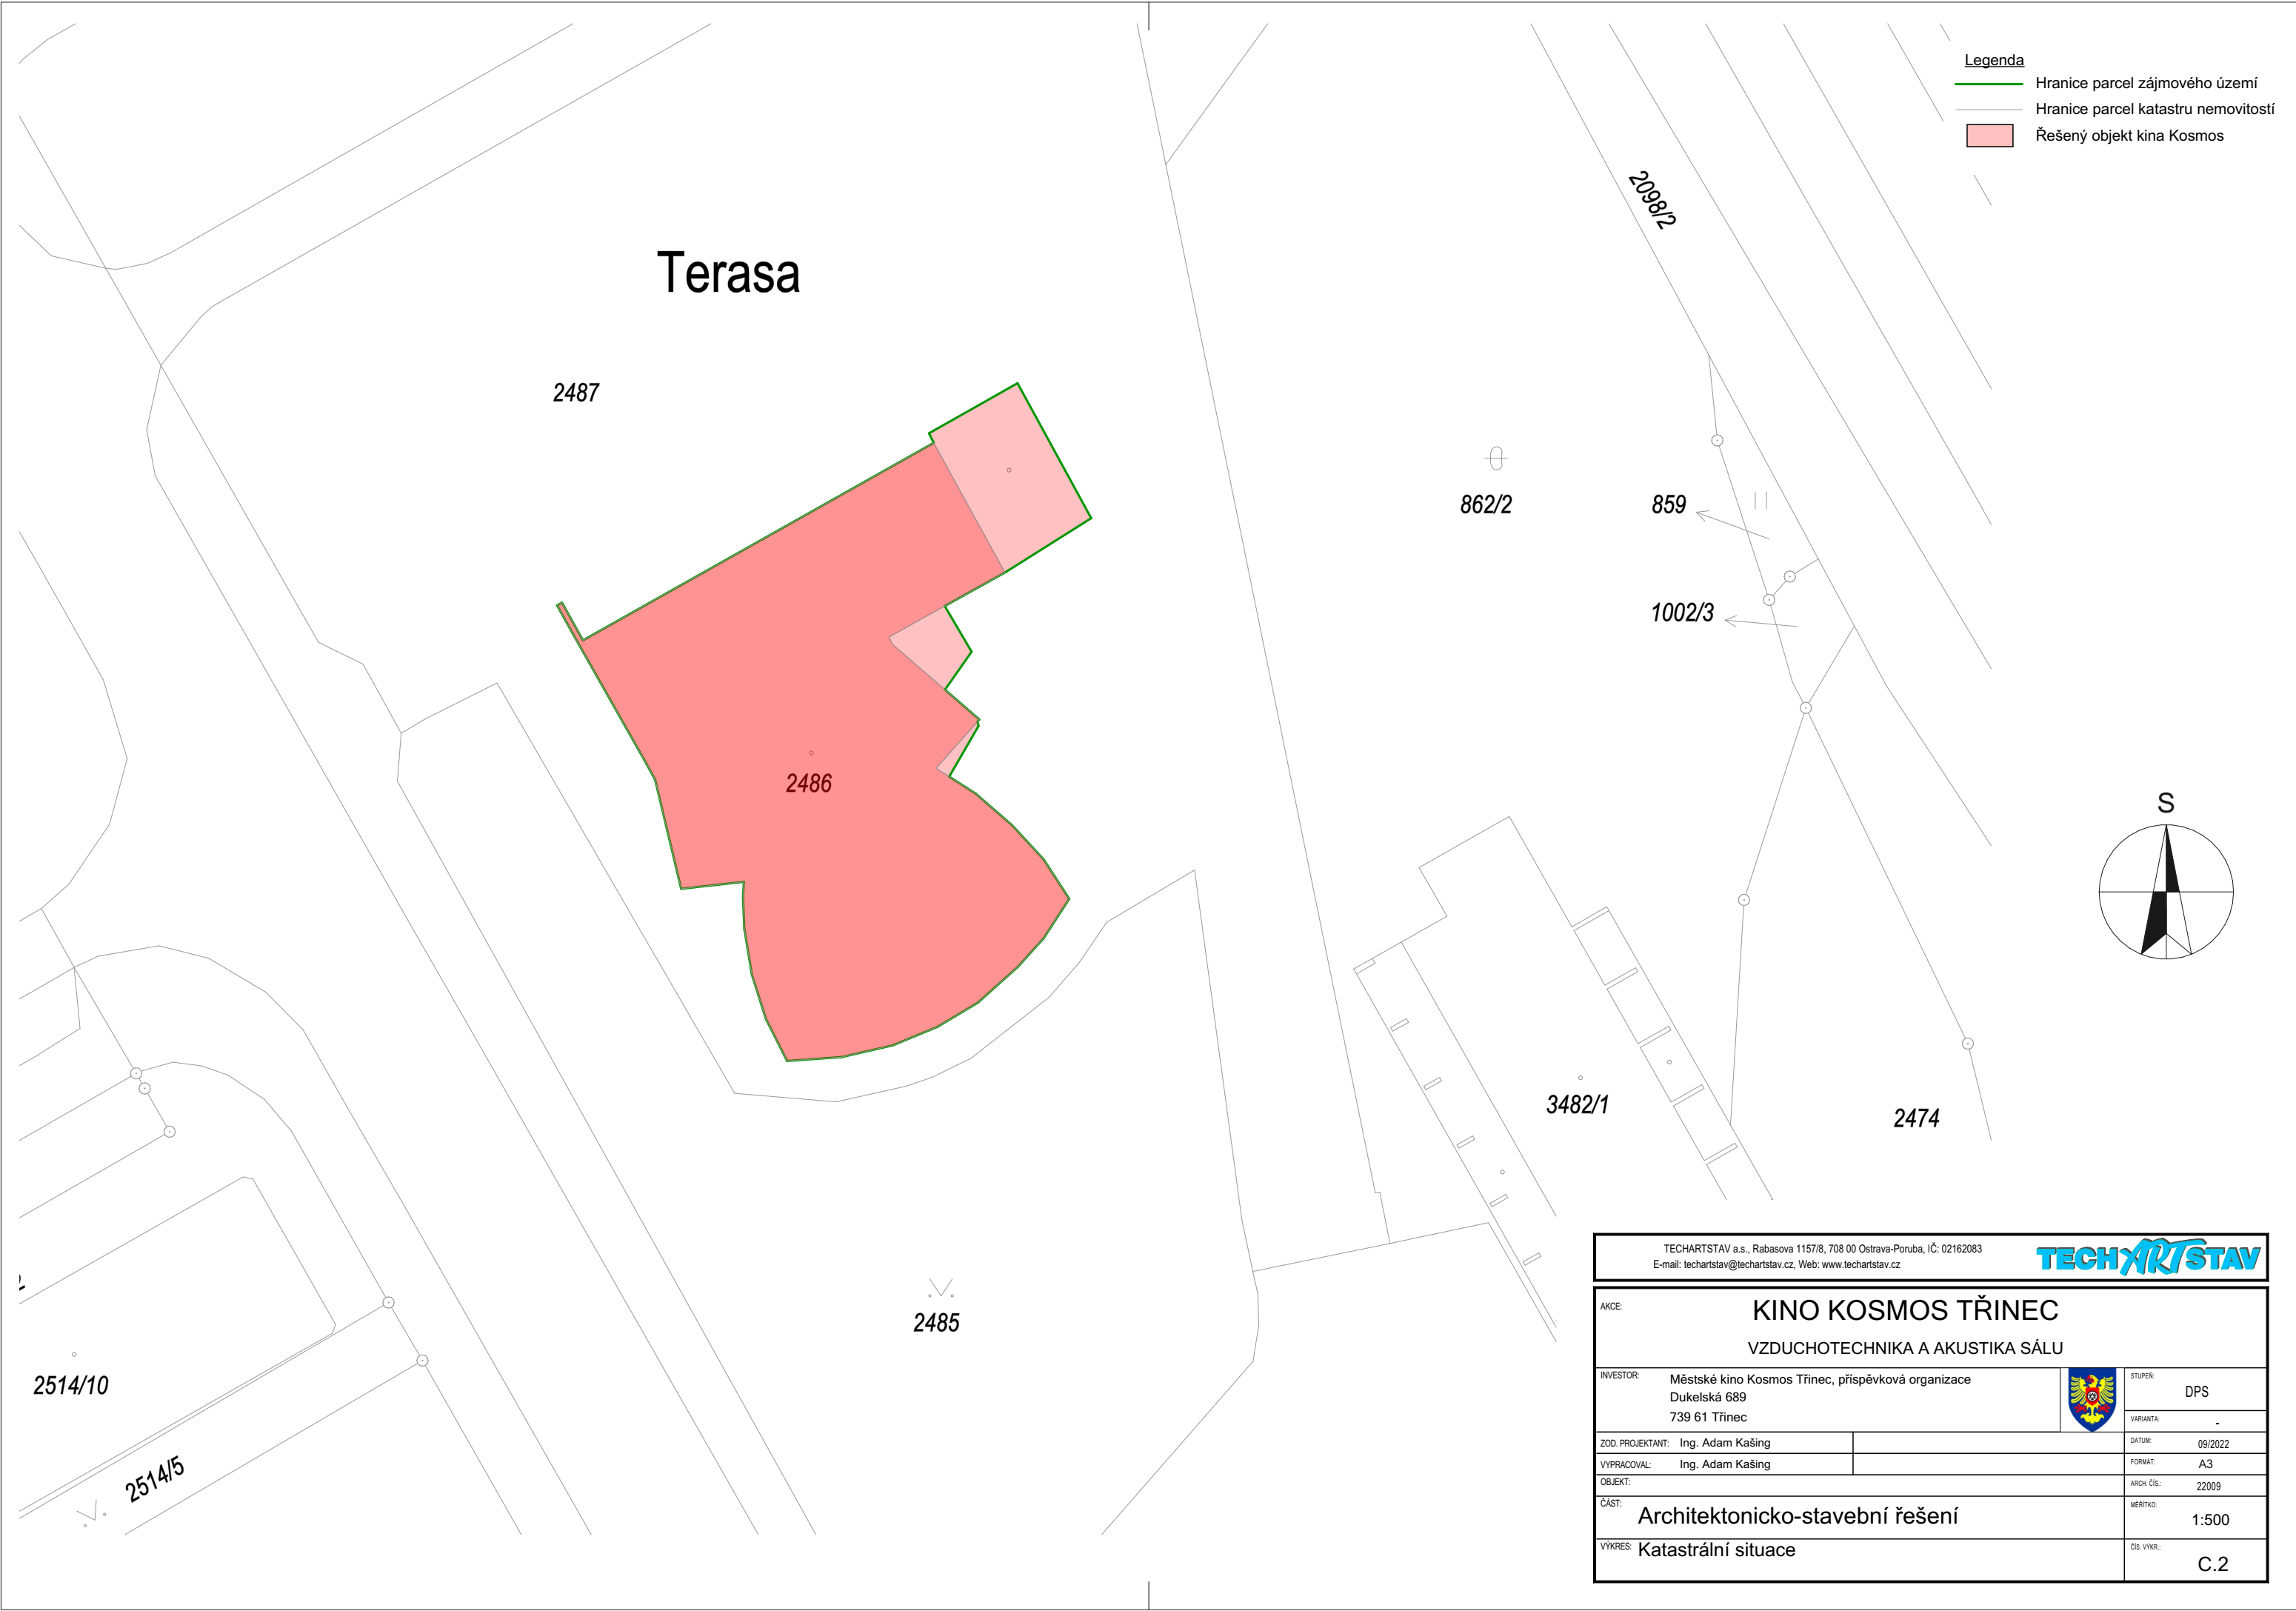 Legenda
Hranice parcel zájmového území
Hranice parcel katastru nemovitostí
Řešený objekt kina Kosmos
2098/2
Terasa
2487
862/2
859
1002/3
2486
S
3482/1
2474
2485
2514/10
2514/5
TECHARTSTAV a.s., Rabasova 1157/8, 708 00 Ostrava-Poruba, IČ: 02162083
E-mail: techartstav@techartstav.cz, Web: www.techartstav.cz
TECHARTSTAV
AKCE:
KINO KOSMOS TŘINEC
VZDUCHOTECHNIKA A AKUSTIKA SÁLU
INVESTOR:
Městské kino Kosmos Třinec, příspěvková organizace
Dukelská 689
739 61 Třinec
STUPEŇ:
DPS
VARIANTA:
-
ZOD. PROJEKTANT: Ing. Adam Kašing
DATUM: 09/2022
VYPRACOVAL: Ing. Adam Kašing
FORMÁT: A3
OBJEKT:
ARCH. ČÍS.: 22009
ČÁST: Architektonicko-stavební řešení
MĚŘÍTKO:
1:500
VÝKRES: Katastrální situace
ČÍS. VÝKR.:
C.2